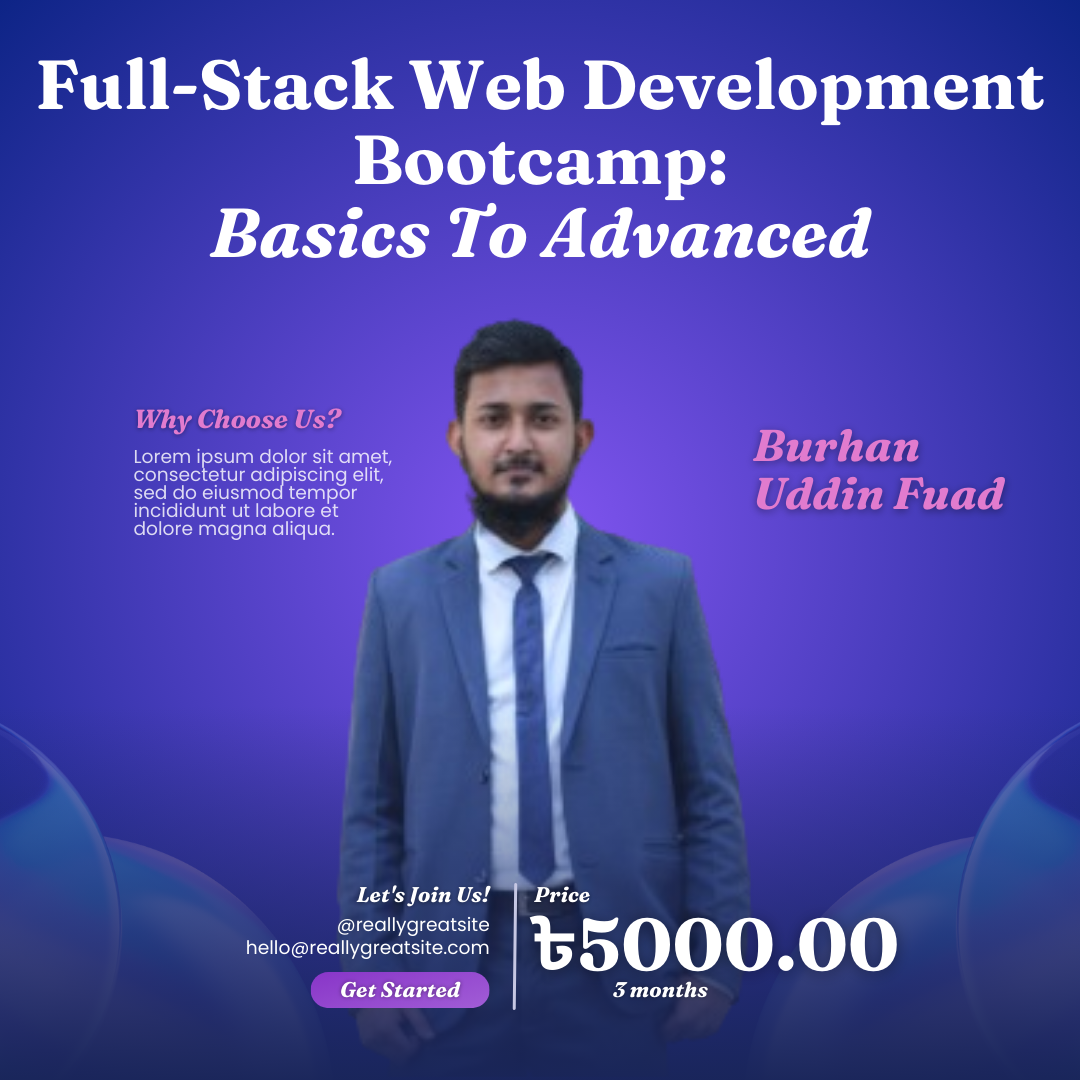 Full-Stack Web Development
Bootcamp:
Basics To Advanced
Why Choose Us?
Lorem ipsum dolor sit amet,
consectetur adipiscing elit,
sed do eiusmod tempor
incididunt ut labore et
dolore magna aliqua.
Burhan
Uddin Fuad
Let's Join Us!
@reallygreatsite
hello@reallygreatsite.com
Get Started
Price
৳5000.00
3 months